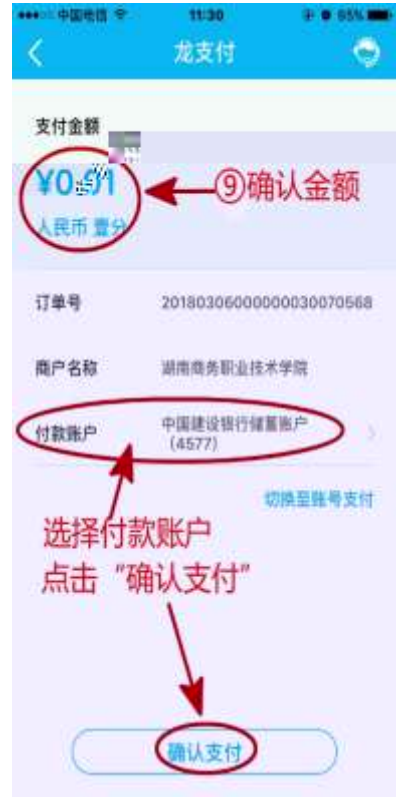 中国电信 11:30 65%
龙支付
支付金额
¥0.01
⑨确认金额
人民币 壹分
订单号 20180306000000030070568
商户名称 湖南商务职业技术学院
付款账户 中国建设银行储蓄账户
（4577）
切换至账号支付
选择付款账户
点击“确认支付”
确认支付